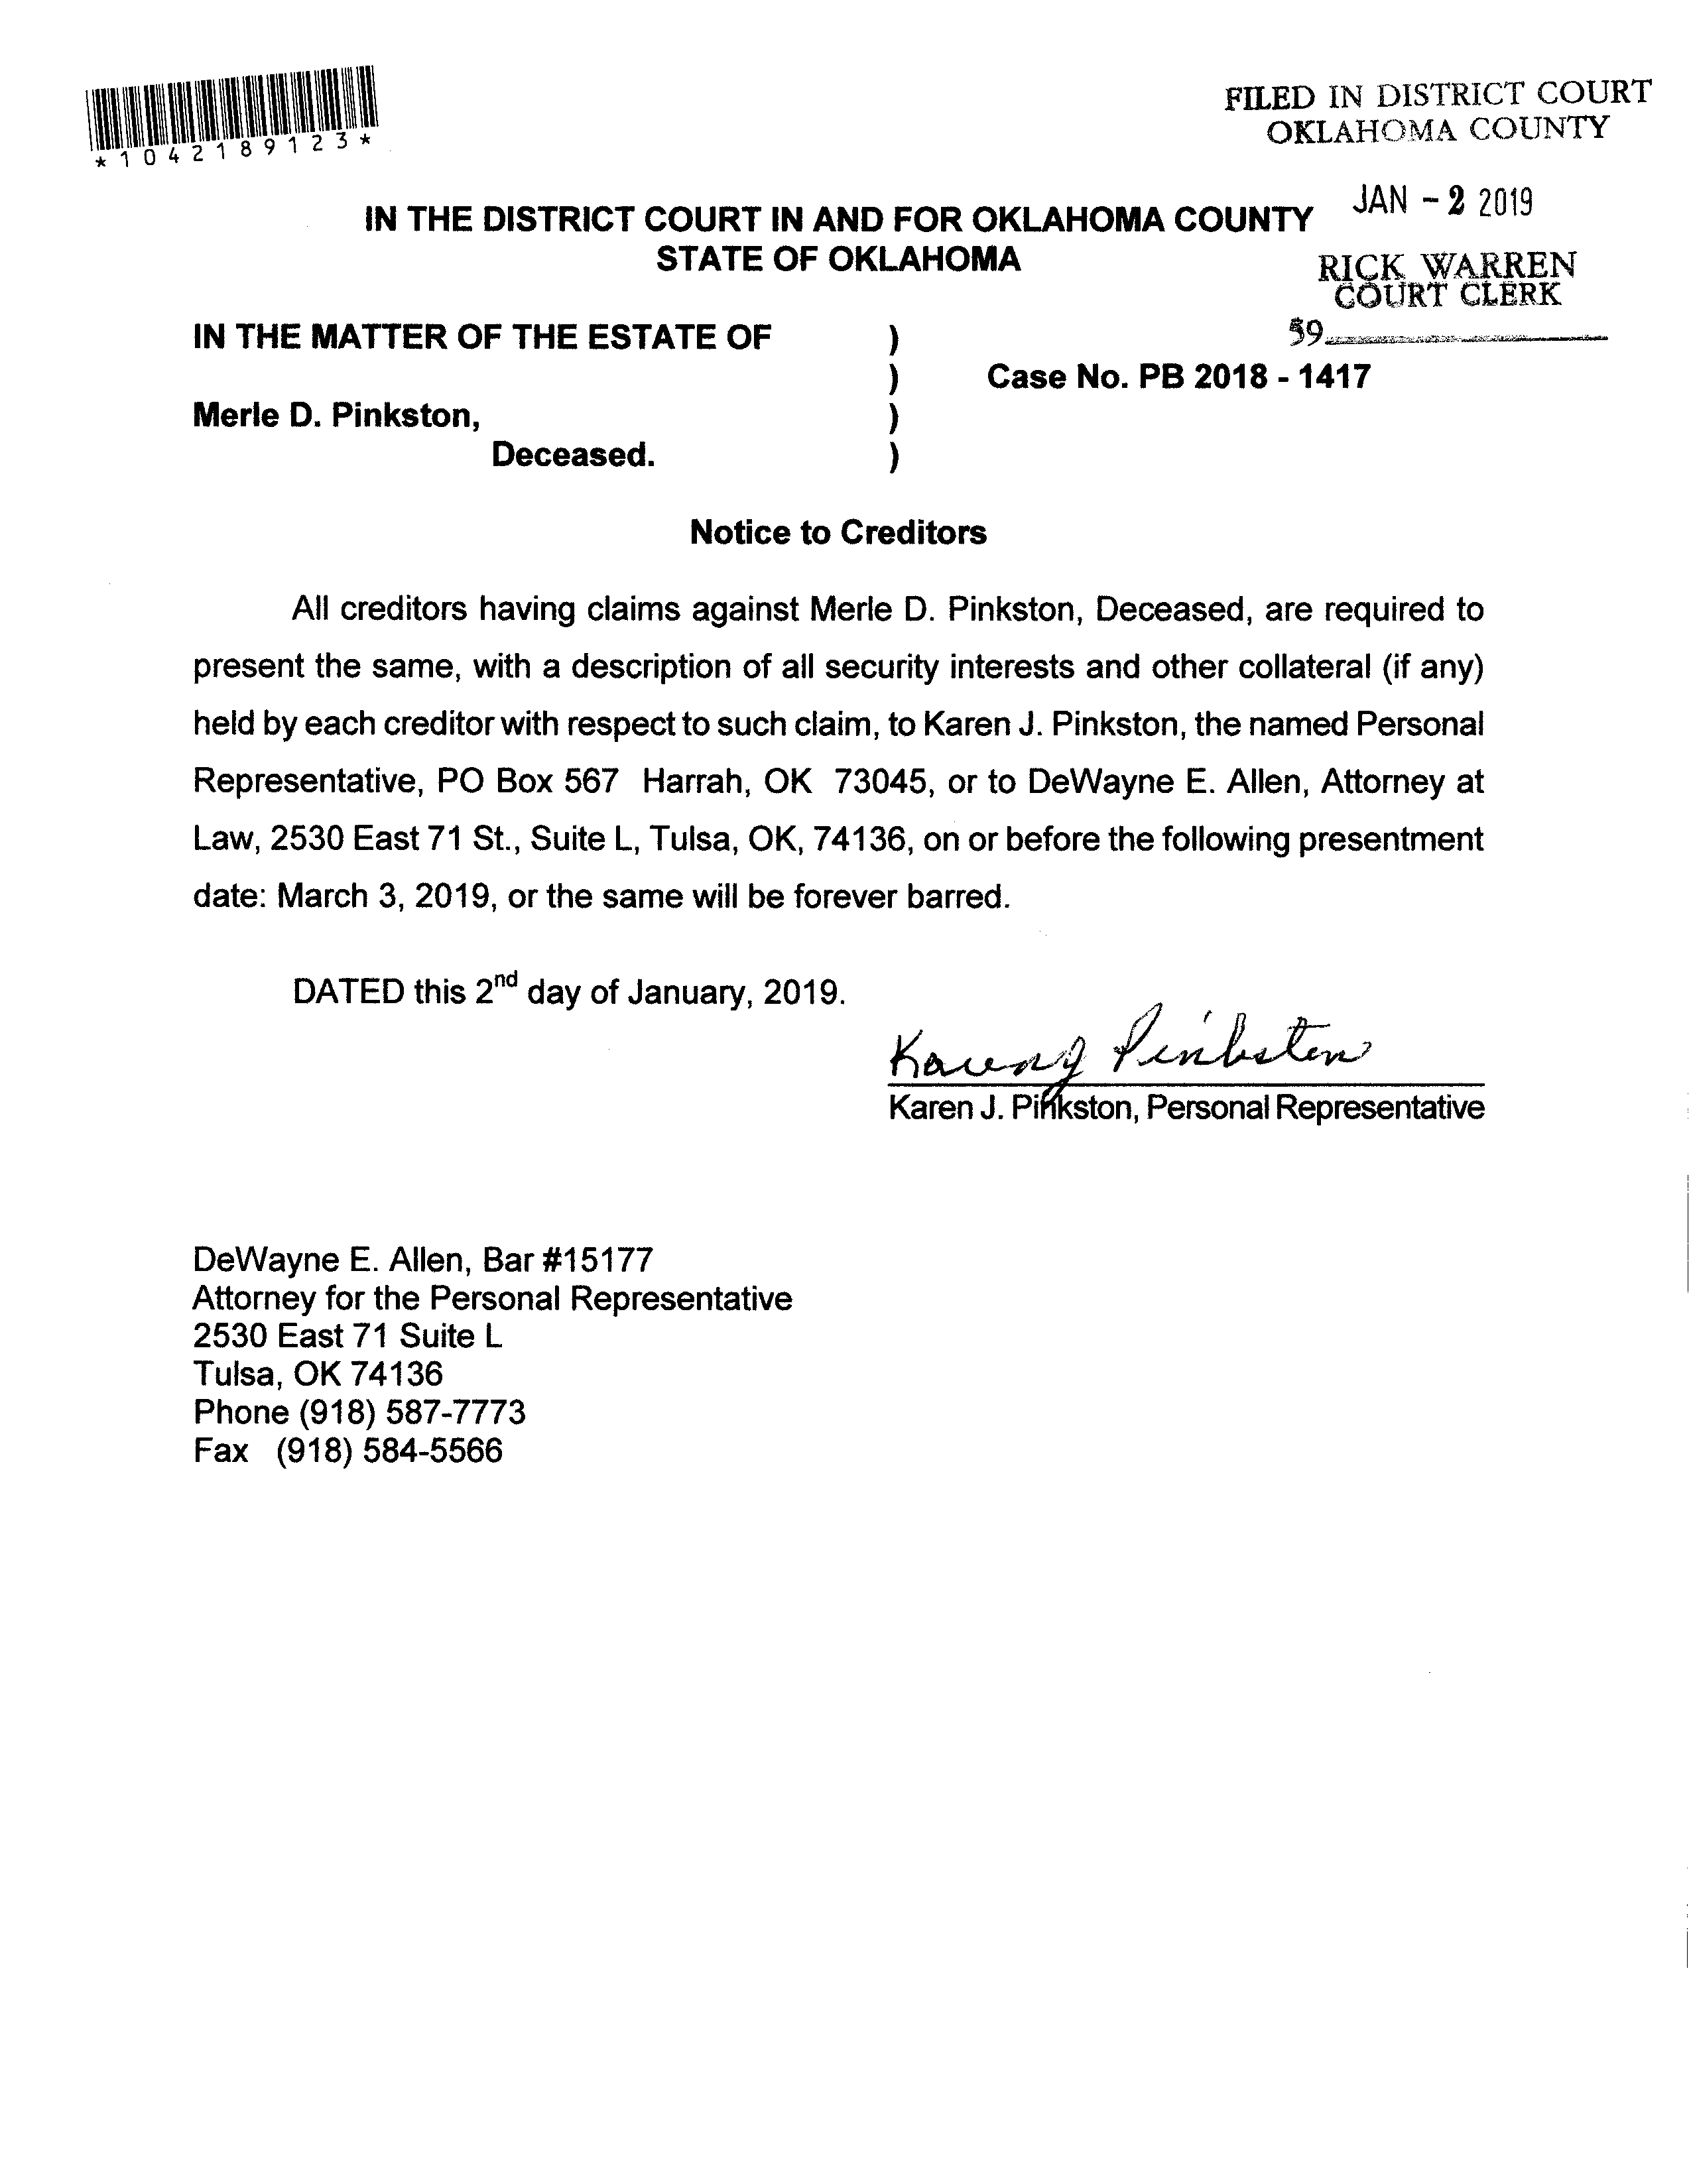 *1042189123*
FILED IN DISTRICT COURT
OKLAHOMA COUNTY
JAN - 2 2019
RICK WARREN
COURT CLERK
59
IN THE DISTRICT COURT IN AND FOR OKLAHOMA COUNTY
STATE OF OKLAHOMA
IN THE MATTER OF THE ESTATE OF )
) Case No. PB 2018 - 1417
Merle D. Pinkston, )
Deceased. )
Notice to Creditors
All creditors having claims against Merle D. Pinkston, Deceased, are required to
present the same, with a description of all security interests and other collateral (if any)
held by each creditor with respect to such claim, to Karen J. Pinkston, the named Personal
Representative, PO Box 567 Harrah, OK 73045, or to DeWayne E. Allen, Attorney at
Law, 2530 East 71 St., Suite L, Tulsa, OK, 74136, on or before the following presentment
date: March 3, 2019, or the same will be forever barred.
DATED this 2nd day of January, 2019.
Karen J Pinkston
Karen J. Pinkston, Personal Representative
DeWayne E. Allen, Bar #15177
Attorney for the Personal Representative
2530 East 71 Suite L
Tulsa, OK 74136
Phone (918) 587-7773
Fax (918) 584-5566